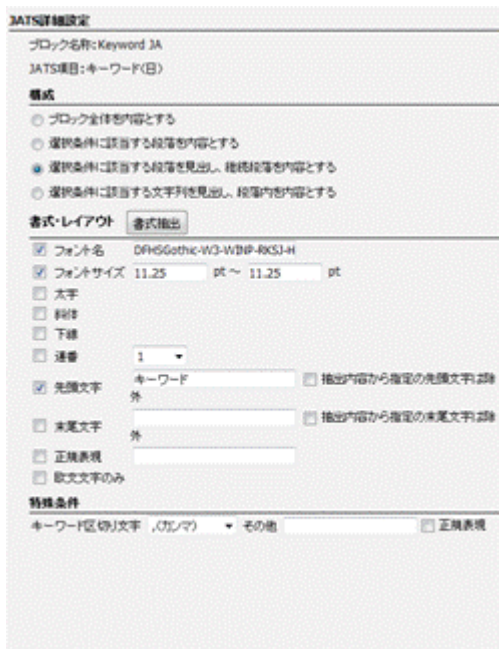 JATS詳細設定
ブロック名称:Keyword JA
JATS項目:キーワード(日)
構成
ブロック全体を内容とする
選択条件に該当する段落を内容とする
選択条件に該当する段落を見出し、継続段落を内容とする
選択条件に該当する文字列を見出し、段落内を内容とする
書式・レイアウト 書式抽出
フォント名 DFHSGothic-W3-WINP-RKSJ-H
フォントサイズ 11.25 pt ~ 11.25 pt
太字
斜体
下線
連番 1
先頭文字 キーワード 抽出内容から指定の先頭文字は除
外
末尾文字 抽出内容から指定の末尾文字は除
外
正規表現
欧文文字のみ
特殊条件
キーワード区切り文字 ,(カンマ) その他 正規表現